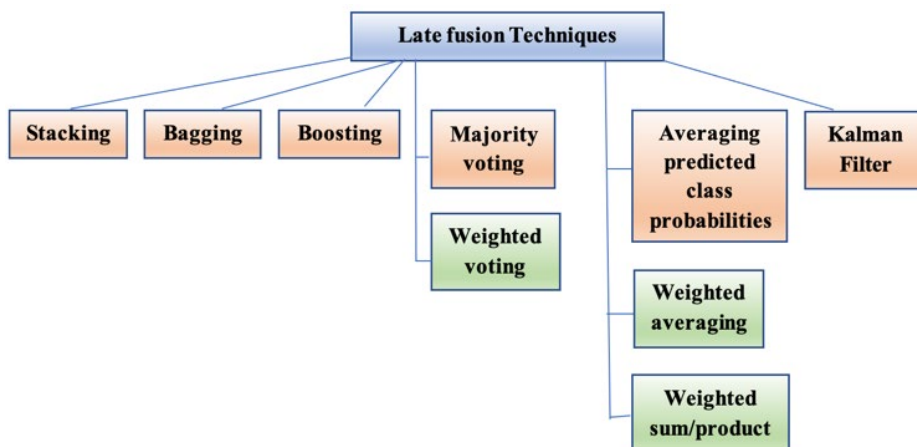 Late fusion Techniques
Stacking
Bagging
Boosting
Majority
voting
Averaging
predicted
class
probabilities
Kalman
Filter
Weighted
voting
Weighted
averaging
Weighted
sum/product